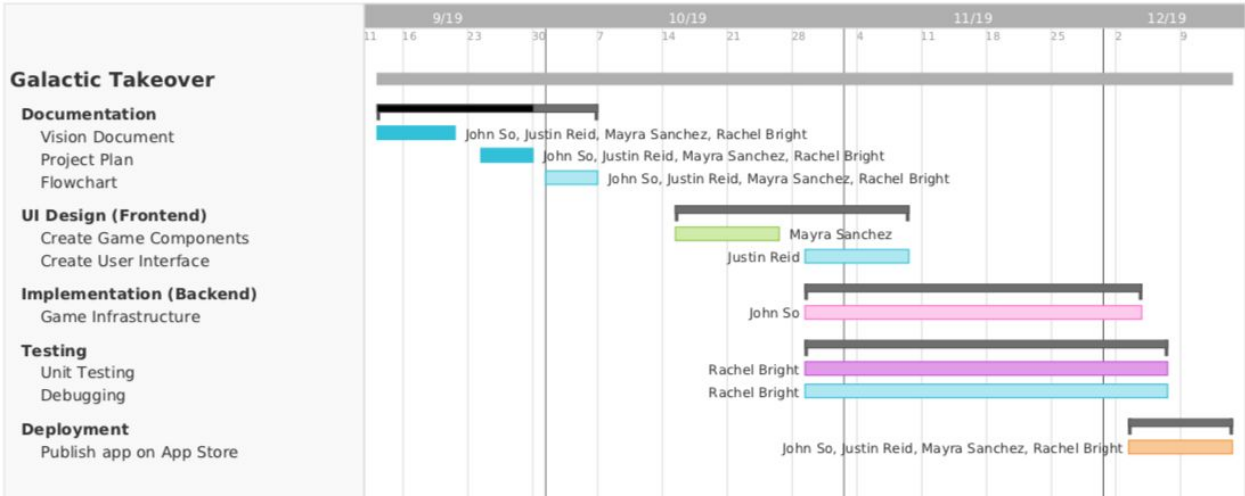 9/19 10/19 11/19 12/19
11 16 23 30 7 14 21 28 4 11 18 25 2 9
Galactic Takeover
Documentation
Vision Document John So, Justin Reid, Mayra Sanchez, Rachel Bright
Project Plan John So, Justin Reid, Mayra Sanchez, Rachel Bright
Flowchart John So, Justin Reid, Mayra Sanchez, Rachel Bright
UI Design (Frontend)
Create Game Components Mayra Sanchez
Create User Interface Justin Reid
Implementation (Backend)
Game Infrastructure John So
Testing
Unit Testing Rachel Bright
Debugging Rachel Bright
Deployment
Publish app on App Store John So, Justin Reid, Mayra Sanchez, Rachel Bright